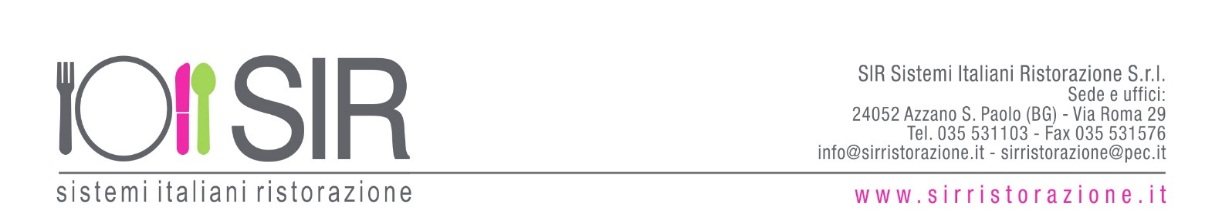 SIR
sistemi italiani ristorazione
SIR Sistemi Italiani Ristorazione S.r.l.
Sede e uffici:
24052 Azzano S. Paolo (BG) - Via Roma 29
Tel. 035 531103 - Fax 035 531576
info@sirristorazione.it - sirristorazione@pec.it
www.sirristorazione.it